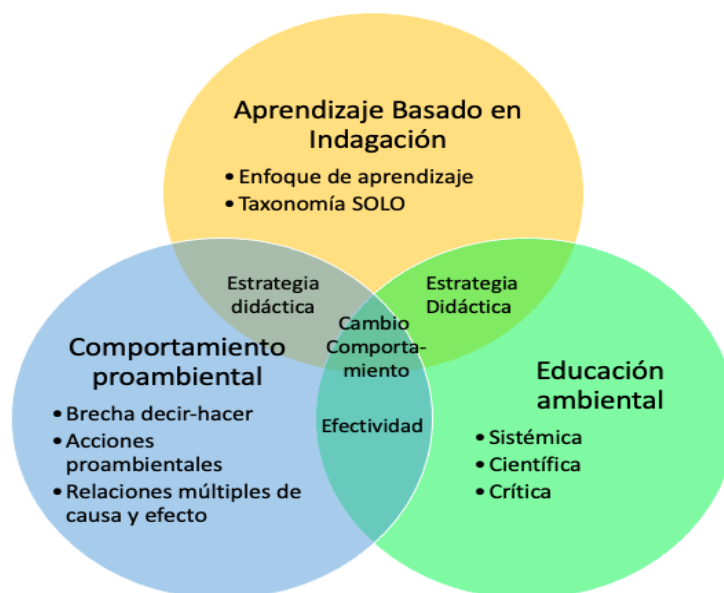 Aprendizaje Basado en
Indagación
• Enfoque de aprendizaje
• Taxonomía SOLO
Estrategia
didáctica
Estrategia
Didáctica
Cambio
Comporta-
miento
Comportamiento
proambiental
• Brecha decir-hacer
• Acciones
proambientales
• Relaciones múltiples de
causa y efecto
Efectividad
Educación
ambiental
• Sistémica
• Científica
• Crítica